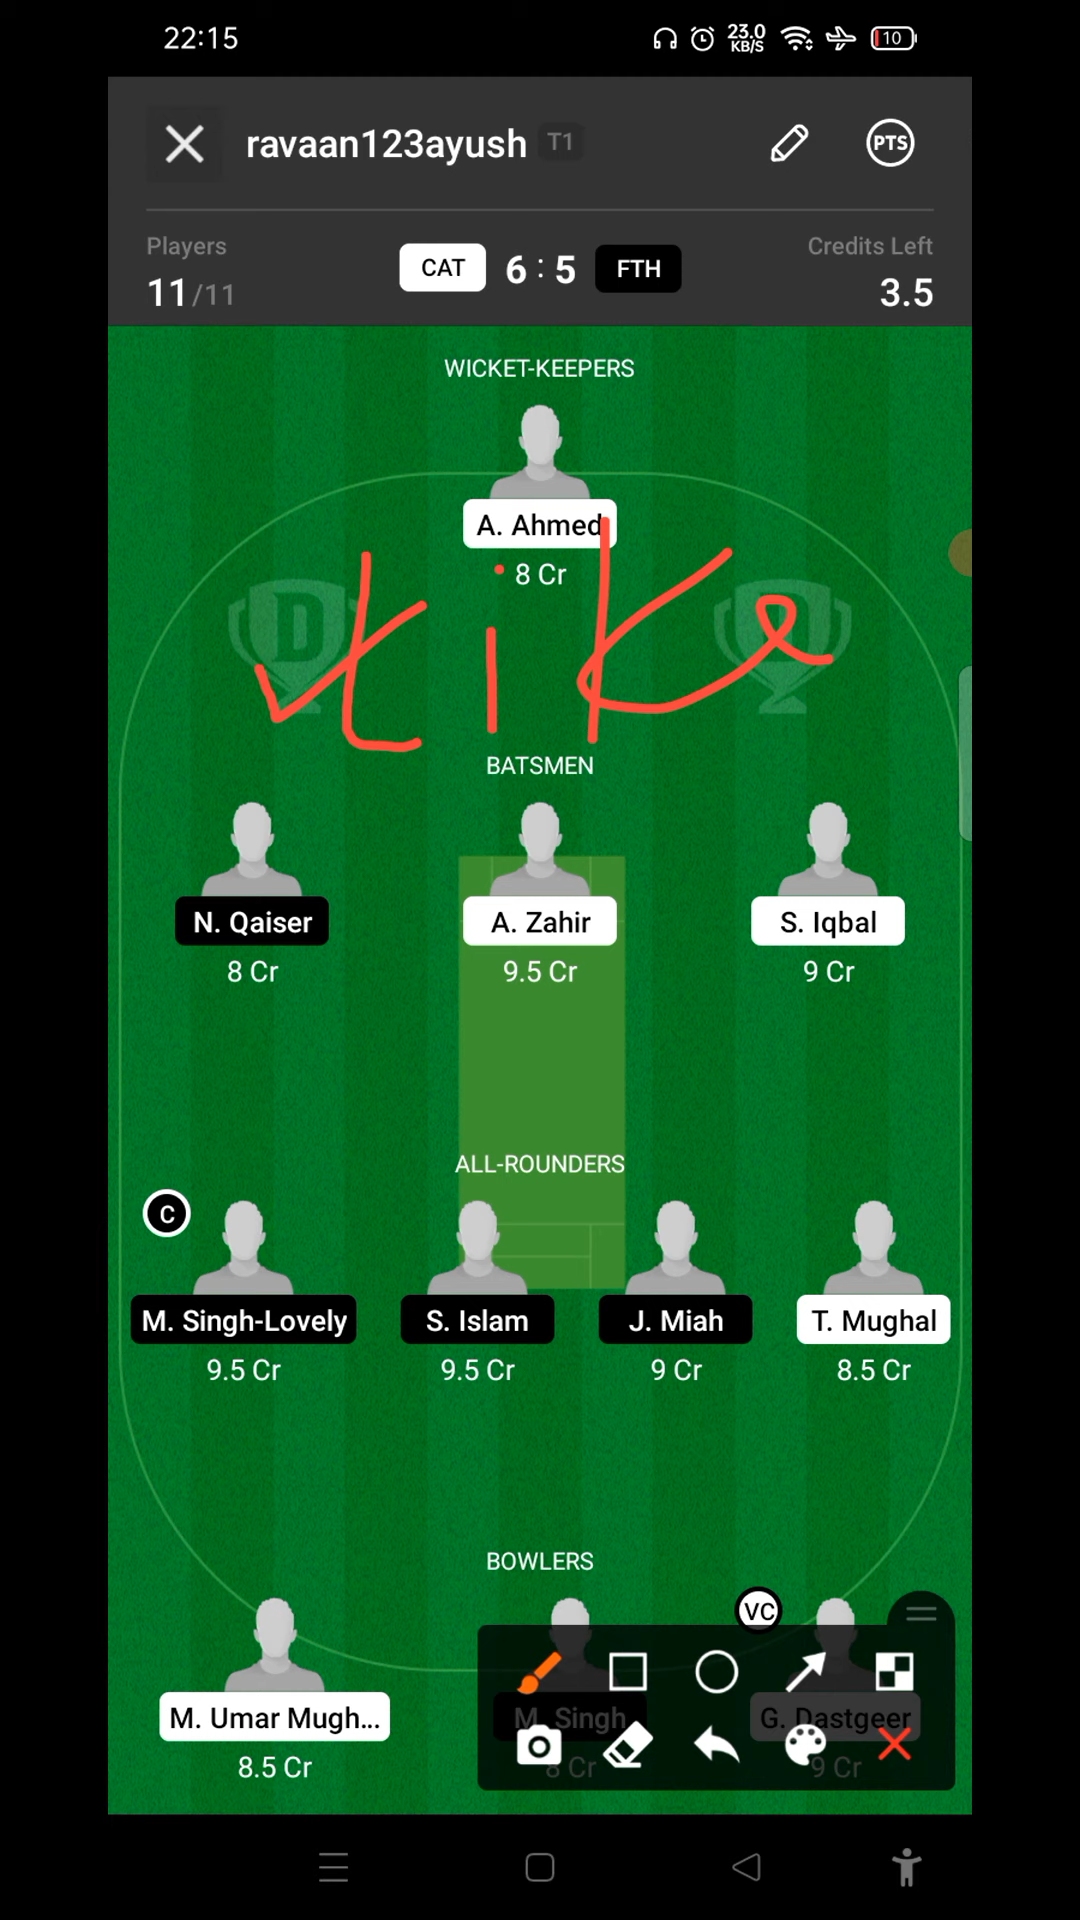 22:15 23.0 KB/S 10
ravaan123ayush T1 PTS
Players Credits Left
11/11 CAT 6 : 5 FTH 3.5
WICKET-KEEPERS
A. Ahmed
8 Cr
like
BATSMEN
N. Qaiser A. Zahir S. Iqbal
8 Cr 9.5 Cr 9 Cr
ALL-ROUNDERS
C
M. Singh-Lovely S. Islam J. Miah T. Mughal
9.5 Cr 9.5 Cr 9 Cr 8.5 Cr
BOWLERS
VC
M. Umar Mugh... M. Singh G. Dastgeer
8.5 Cr 8 Cr 9 Cr